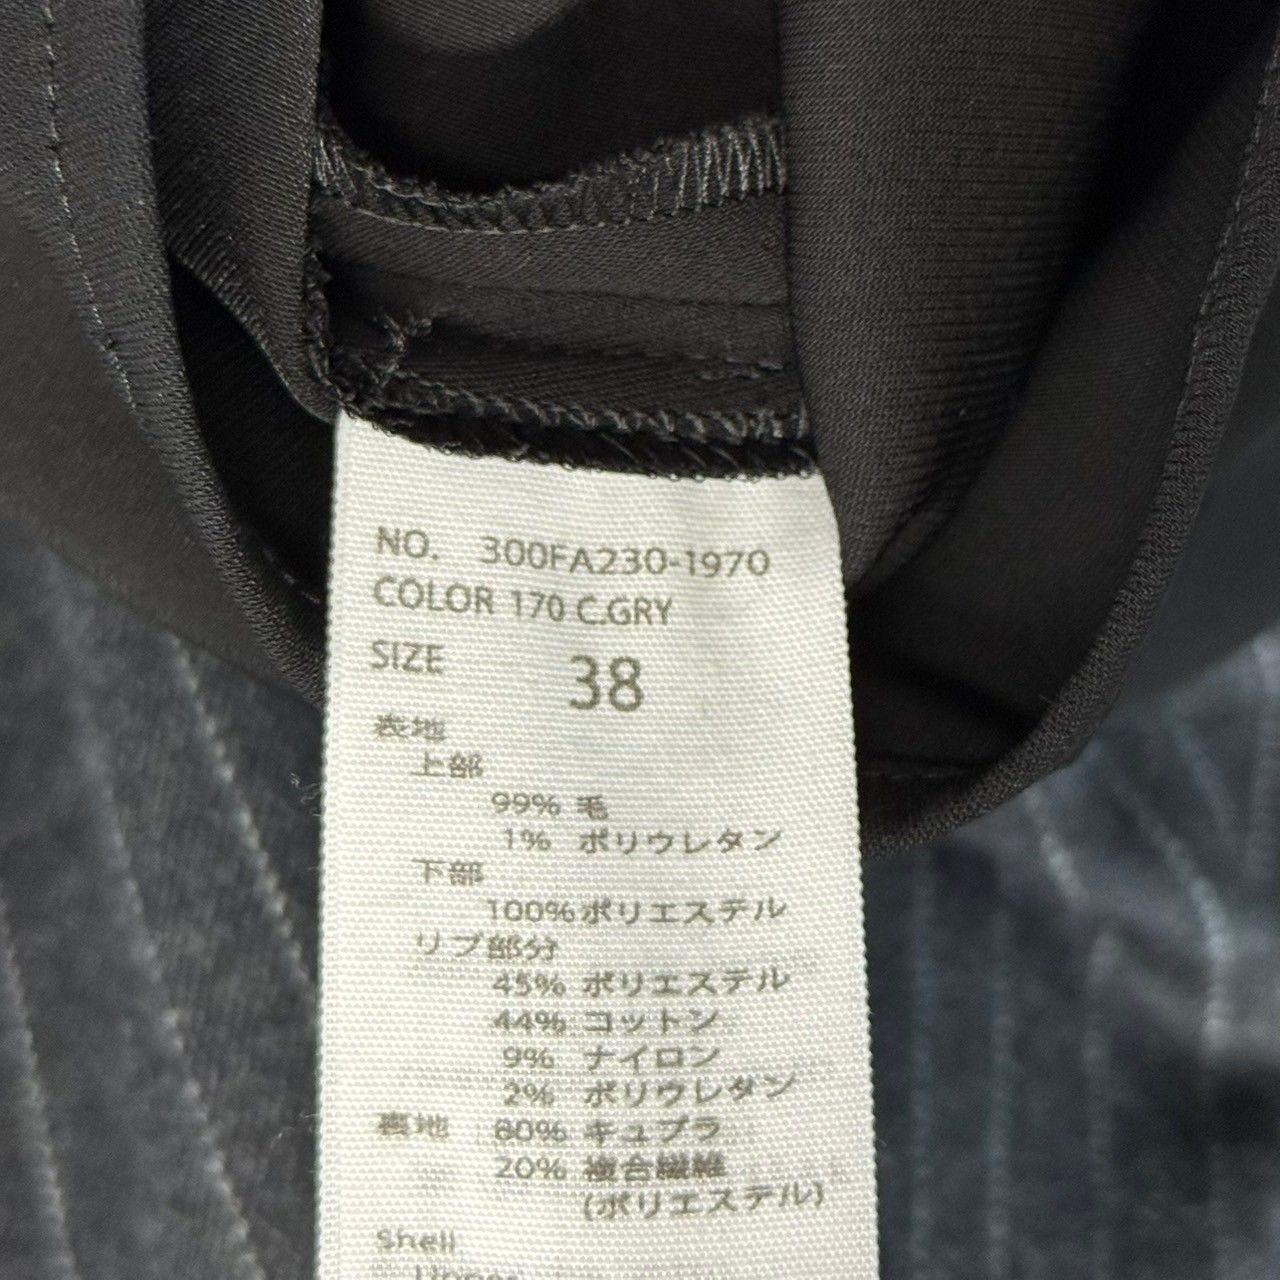 NO. 300FA230-1970
COLOR 170 C.GRY
SIZE 38
表地
上部
99% 毛
1% ポリウレタン
下部
100%ポリエステル
リブ部分
45% ポリエステル
44% コットン
9% ナイロン
2% ポリウレタン
裏地 80% キュプラ
20% 複合繊維
(ポリエステル)
Shell
Upper